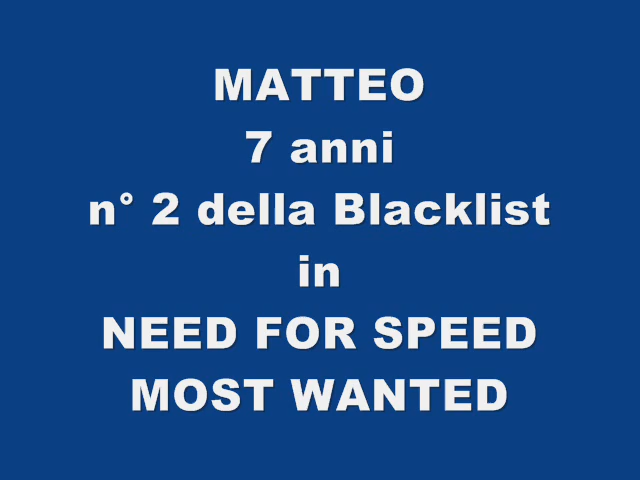 MATTEO
7 anni
n° 2 della Blacklist
in
NEED FOR SPEED
MOST WANTED